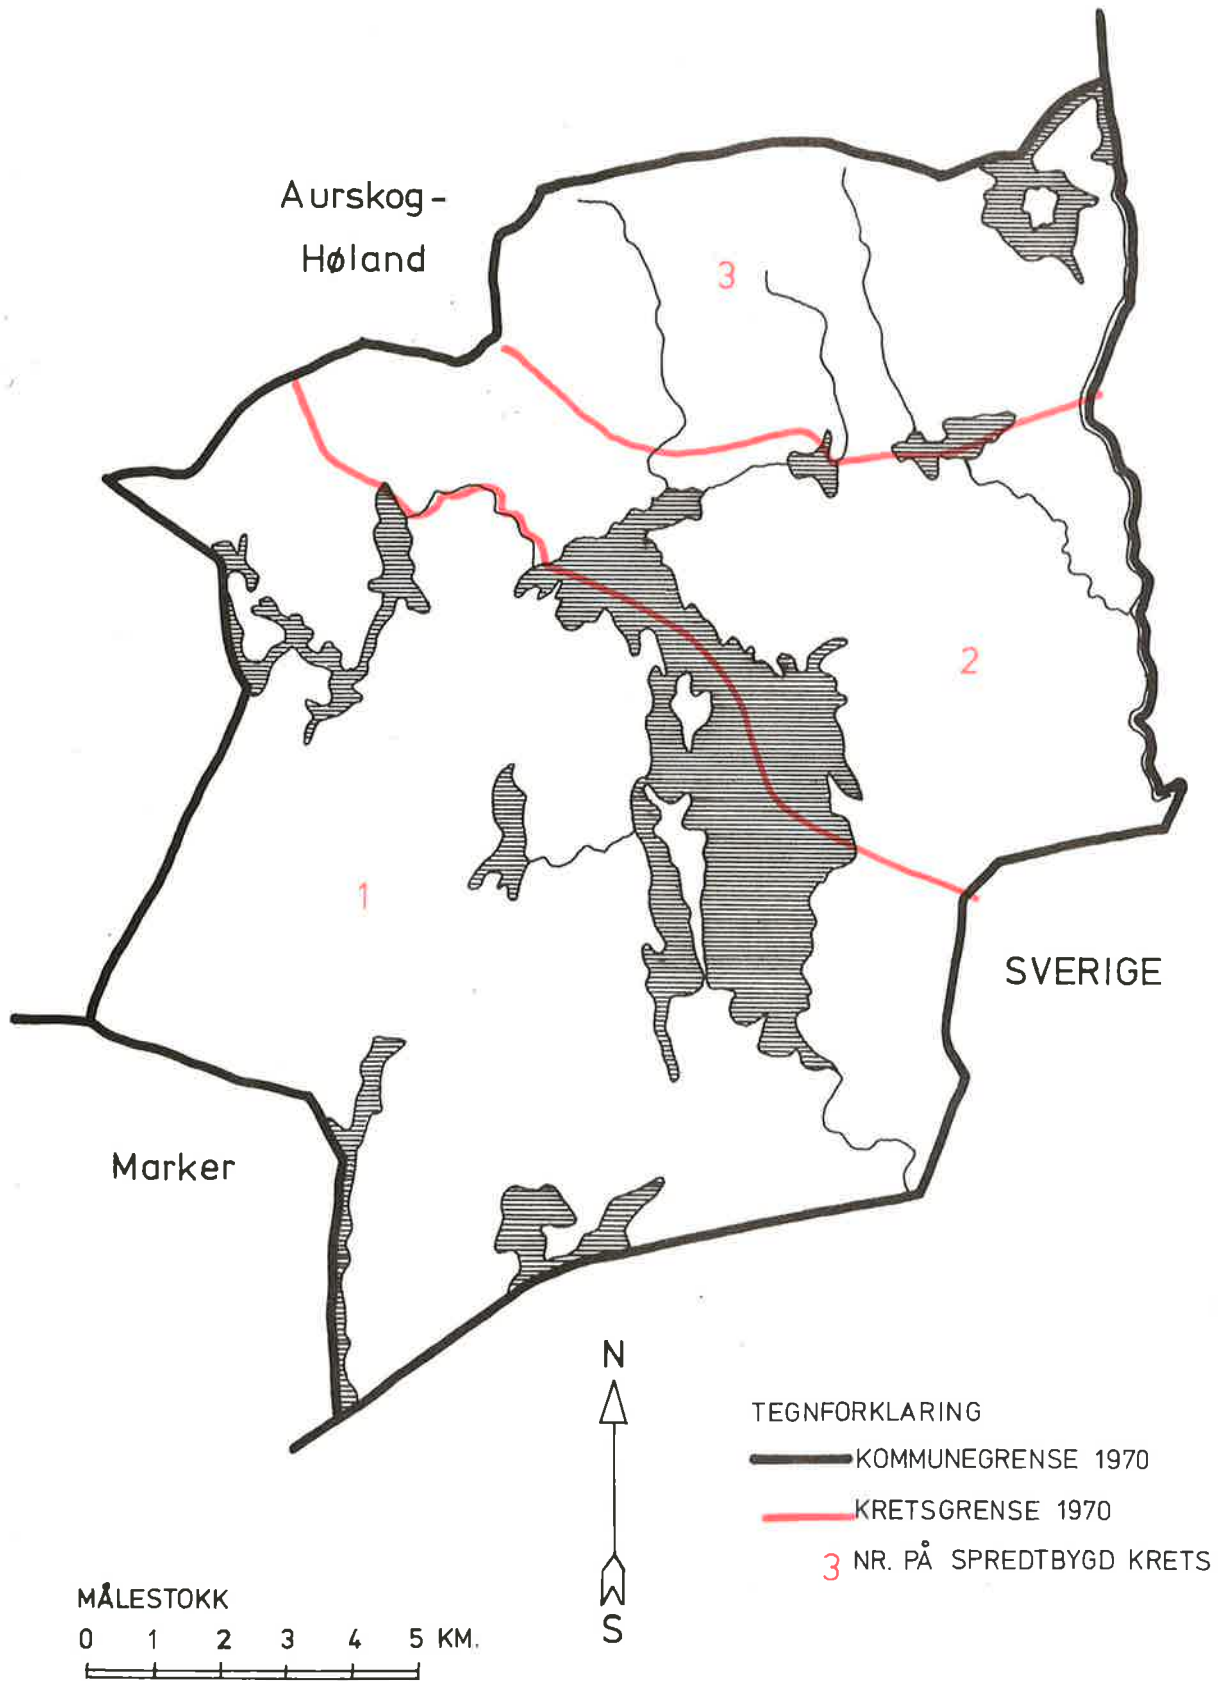 Aurskog-
Høland
3
2
1
SVERIGE
Marker
N
S
TEGNFORKLARING
KOMMUNEGRENSE 1970
KRETSGRENSE 1970
3 NR. PÅ SPREDTBYGD KRETS
MÅLESTOKK
0 1 2 3 4 5 KM.